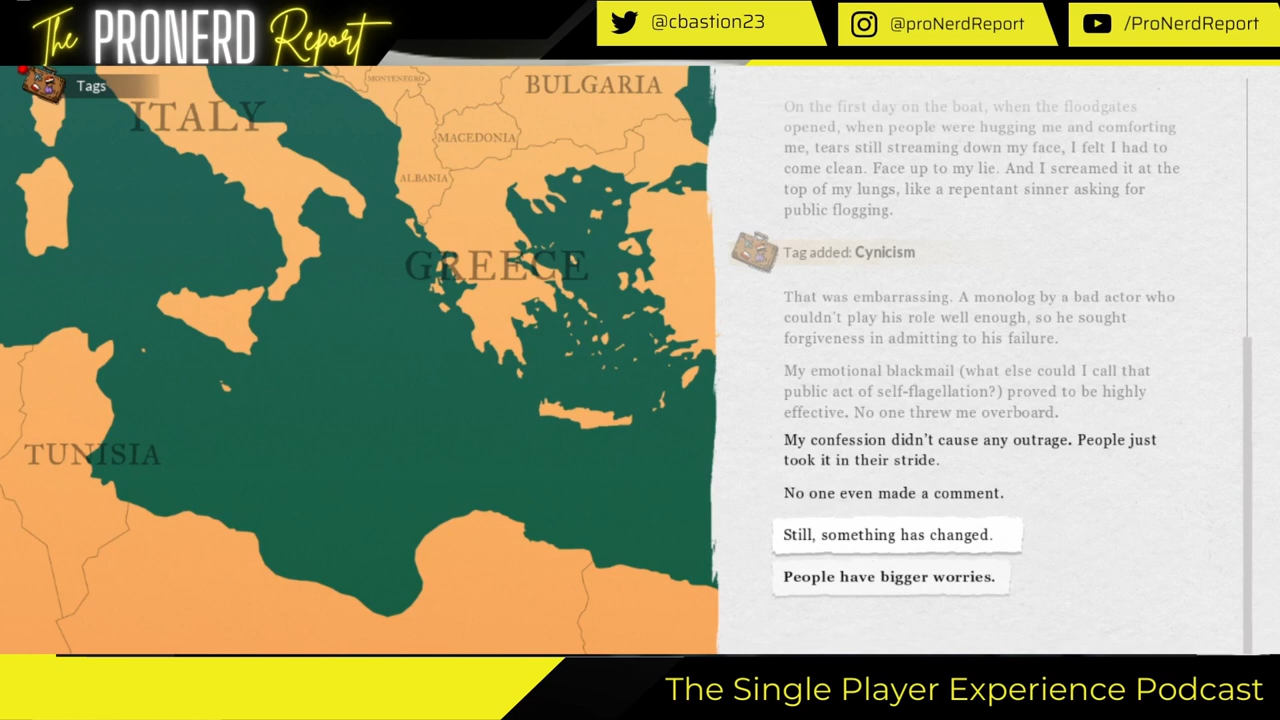 The PRONERD Report
@cbastion23
@proNerdReport
/ProNerdReport
Tags
ITALY
MONTENEGRO
BULGARIA
MACEDONIA
ALBANIA
GREECE
TUNISIA
On the first day on the boat, when the floodgates
opened, when people were hugging me and comforting
me, tears still streaming down my face, I felt I had to
come clean. Face up to my lie. And I screamed it at the
top of my lungs, like a repentant sinner asking for
public flogging.
Tag added: Cynicism
That was embarrassing. A monolog by a bad actor who
couldn't play his role well enough, so he sought
forgiveness in admitting to his failure.
My emotional blackmail (what else could I call that
public act of self-flagellation?) proved to be highly
effective. No one threw me overboard.
My confession didn't cause any outrage. People just
took it in their stride.
No one even made a comment.
Still, something has changed.
People have bigger worries.
The Single Player Experience Podcast